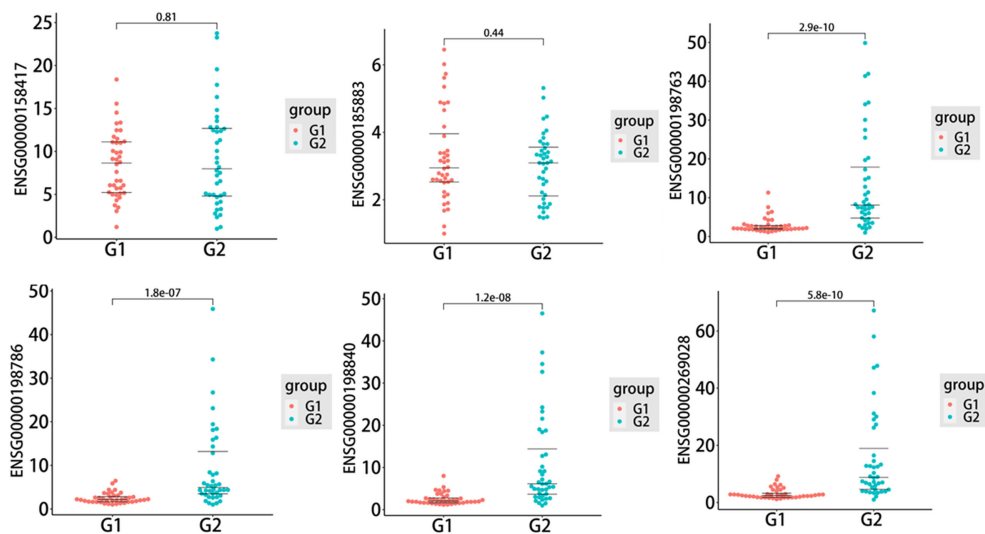 0.81
25
20
15
10
5
0
ENSG00000158417
G1
G2
group
G1
G2
0.44
6
4
2
ENSG00000185883
G1
G2
group
G1
G2
2.9e-10
50
40
30
20
10
0
ENSG00000198763
G1
G2
group
G1
G2
1.8e-07
50
40
30
20
10
0
ENSG00000198786
G1
G2
group
G1
G2
1.2e-08
50
40
30
20
10
0
ENSG00000198840
G1
G2
group
G1
G2
5.8e-10
60
40
20
0
ENSG00000269028
G1
G2
group
G1
G2